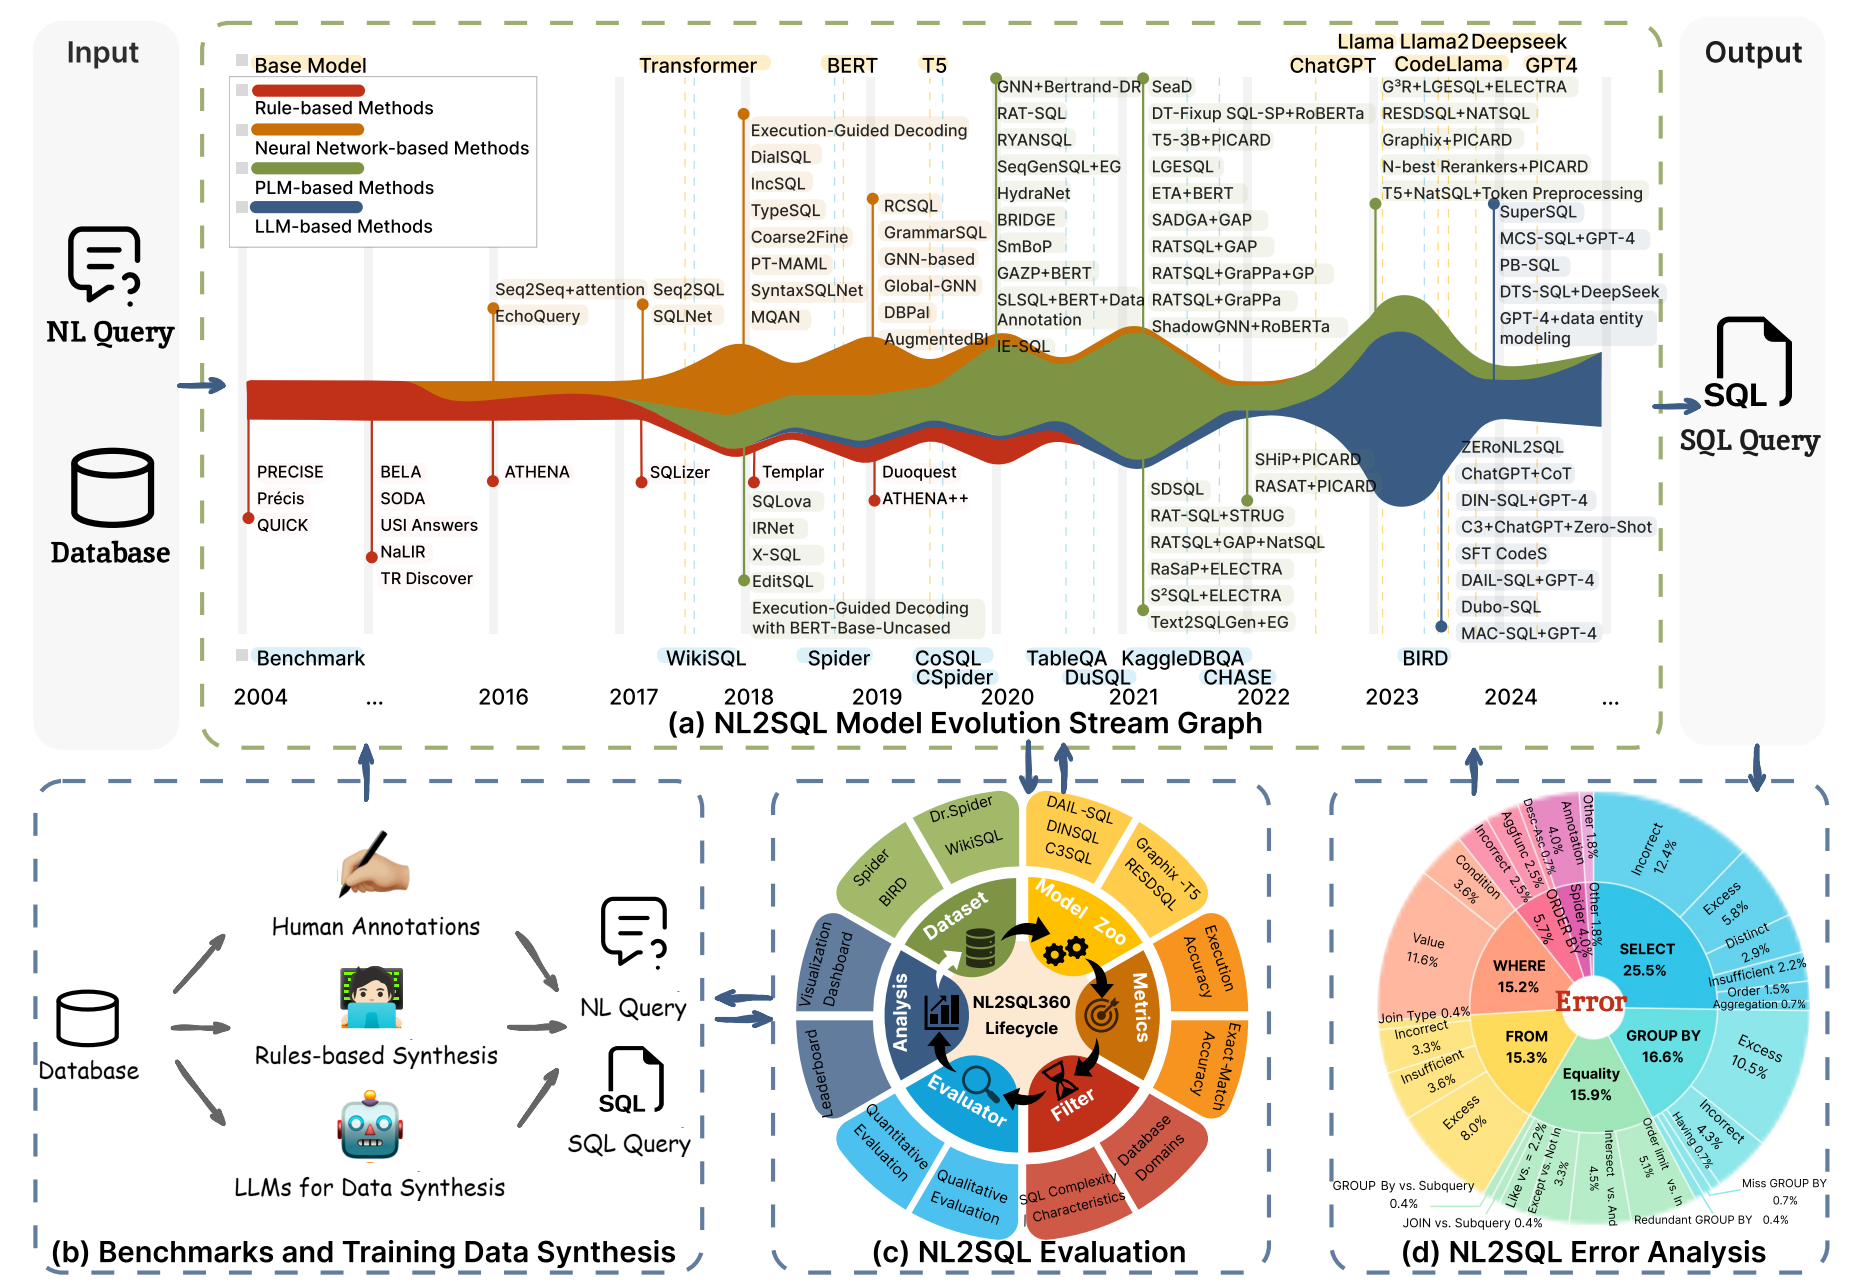 Input
NL Query
Database
Base Model
Rule-based Methods
Neural Network-based Methods
PLM-based Methods
LLM-based Methods
Transformer
BERT
T5
Llama
Llama2
Deepseek
ChatGPT
CodeLlama
GPT4
Seq2Seq+attention
EchoQuery
Seq2SQL
SQLNet
Execution-Guided Decoding
DialSQL
IncSQL
TypeSQL
Coarse2Fine
PT-MAML
SyntaxSQLNet
MQAN
RCSQL
GrammarSQL
GNN-based
Global-GNN
DBPal
AugmentedBI
GNN+Bertrand-DR
RAT-SQL
RYANSQL
SeqGenSQL+EG
HydraNet
BRIDGE
SmBoP
GAZP+BERT
SLSQL+BERT+Data
Annotation
IE-SQL
SeaD
DT-Fixup SQL-SP+RoBERTa
T5-3B+PICARD
LGESQL
ETA+BERT
SADGA+GAP
RATSQL+GAP
RATSQL+GraPPa+GP
RATSQL+GraPPa
ShadowGNN+RoBERTa
G³R+LGESQL+ELECTRA
RESDSQL+NATSQL
Graphix+PICARD
N-best Rerankers+PICARD
T5+NatSQL+Token Preprocessing
SuperSQL
MCS-SQL+GPT-4
PB-SQL
DTS-SQL+DeepSeek
GPT-4+data entity
modeling
PRECISE
Précis
QUICK
BELA
SODA
USI Answers
NaLIR
TR Discover
ATHENA
SQLizer
Templar
SQLova
IRNet
X-SQL
EditSQL
Execution-Guided Decoding
with BERT-Base-Uncased
Duoquest
ATHENA++
SDSQL
RAT-SQL+STRUG
RATSQL+GAP+NatSQL
RaSaP+ELECTRA
S²SQL+ELECTRA
Text2SQLGen+EG
SHiP+PICARD
RASAT+PICARD
ZERoNL2SQL
ChatGPT+CoT
DIN-SQL+GPT-4
C3+ChatGPT+Zero-Shot
SFT CodeS
DAIL-SQL+GPT-4
Dubo-SQL
MAC-SQL+GPT-4
Benchmark
WikiSQL
Spider
CoSQL
CSpider
TableQA
DuSQL
KaggleDBQA
CHASE
BIRD
2004
...
2016
2017
2018
2019
2020
2021
2022
2023
2024
...
(a) NL2SQL Model Evolution Stream Graph
Output
SQL
SQL Query
Database
Human Annotations
Rules-based Synthesis
LLMs for Data Synthesis
NL Query
SQL
SQL Query
(b) Benchmarks and Training Data Synthesis
Dr.Spider
WikiSQL
Spider
BIRD
DAIL -SQL
DINSQL
C3SQL
Graphix -T5
RESDSQL
Execution
Accuracy
Exact-Match
Accuracy
Database
Domains
SQL Complexity
Characteristics
Qualitative
Evaluation
Quantitative
Evaluation
Leaderboard
Visualization
Dashboard
Dataset
Model Zoo
Metrics
Filter
Evaluator
Analysis
NL2SQL360
Lifecycle
(c) NL2SQL Evaluation
Error
SELECT
25.5%
GROUP BY
16.6%
Equality
15.9%
FROM
15.3%
WHERE
15.2%
ORDER BY
5.7%
Spider 4.0%
Other 1.8%
Incorrect
12.4%
Excess
5.8%
Distinct
2.9%
Insufficient 2.2%
Order 1.5%
Aggregation 0.7%
Excess
10.5%
Incorrect
4.3%
Having 0.7%
Miss GROUP BY
0.7%
Redundant GROUP BY 0.4%
Order limit vs. In
5.1%
Intersect vs. And
4.5%
Except vs. Not In
3.3%
Like vs. = 2.2%
JOIN vs. Subquery 0.4%
GROUP By vs. Subquery
0.4%
Excess
8.0%
Insufficient
3.6%
Incorrect
3.3%
Join Type 0.4%
Value
11.6%
Condition
3.6%
Incorrect 2.5%
Aggfunc 2.5%
Desc-Asc 0.7%
Annotation
4.0%
Other 1.8%
(d) NL2SQL Error Analysis